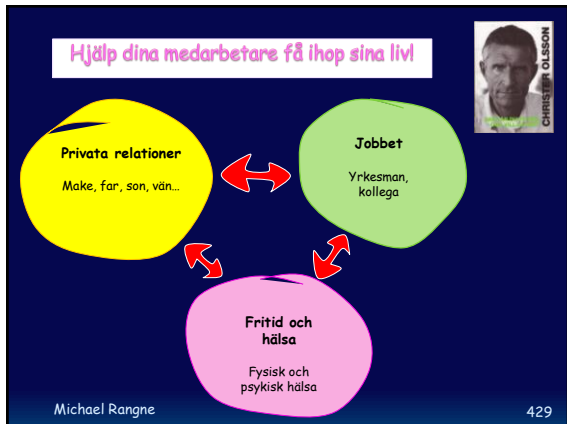 Hjälp dina medarbetare få ihop sina liv!
CHRISTER OLSSON
Privata relationer
Make, far, son, vän…
Jobbet
Yrkesman,
kollega
Fritid och
hälsa
Fysisk och
psykisk hälsa
Michael Rangne
429